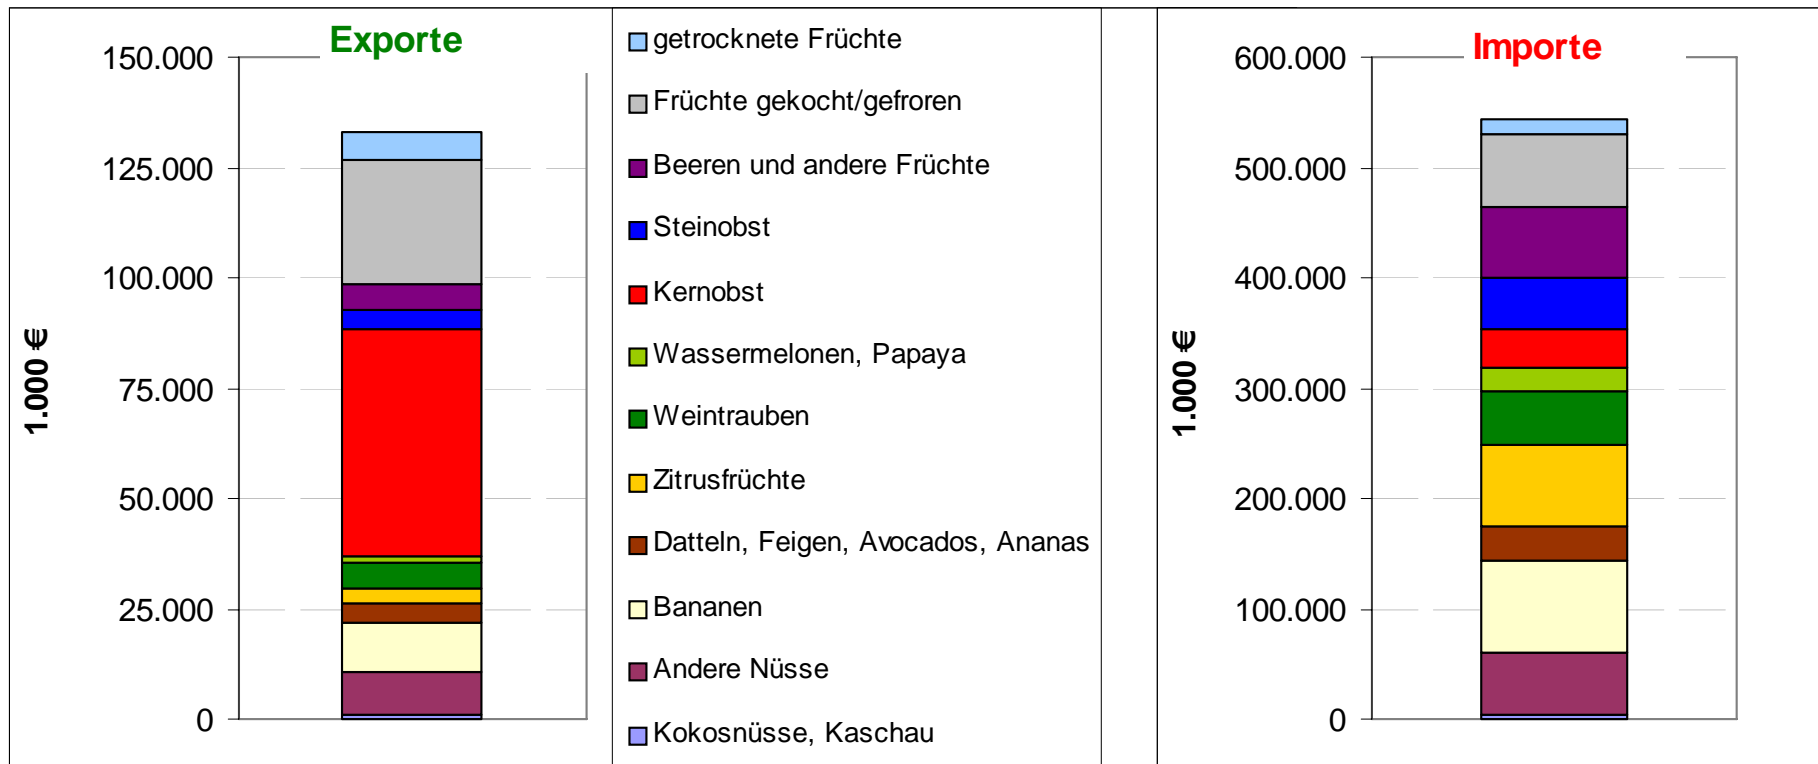 Exporte
150.000
125.000
100.000
75.000
50.000
25.000
0
1.000 €
getrocknete Früchte
Früchte gekocht/gefroren
Beeren und andere Früchte
Steinobst
Kernobst
Wassermelonen, Papaya
Weintrauben
Zitrusfrüchte
Datteln, Feigen, Avocados, Ananas
Bananen
Andere Nüsse
Kokosnüsse, Kaschau
Importe
600.000
500.000
400.000
300.000
200.000
100.000
0
1.000 €